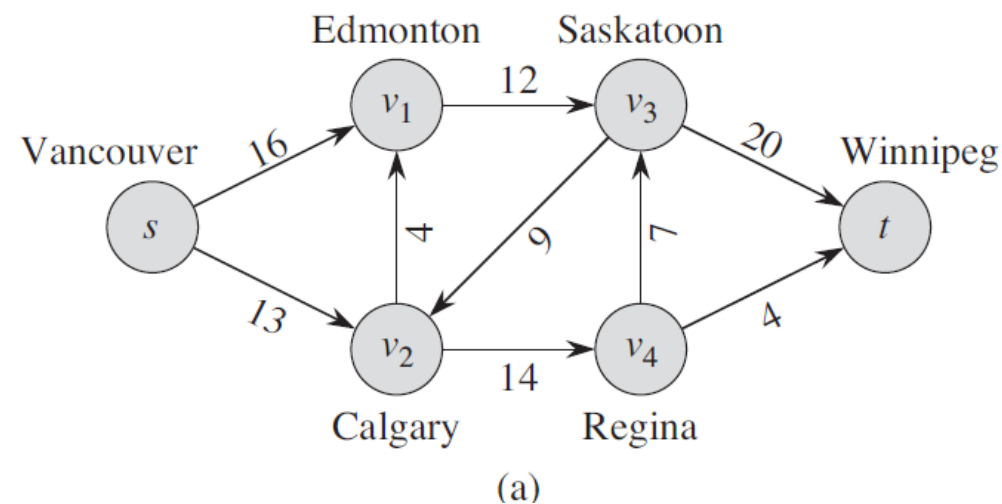 Edmonton Saskatoon
12
v1 v3
Vancouver 16 20 Winnipeg
s 4 9 7 t
13 4
v2 v4
14
Calgary Regina
(a)